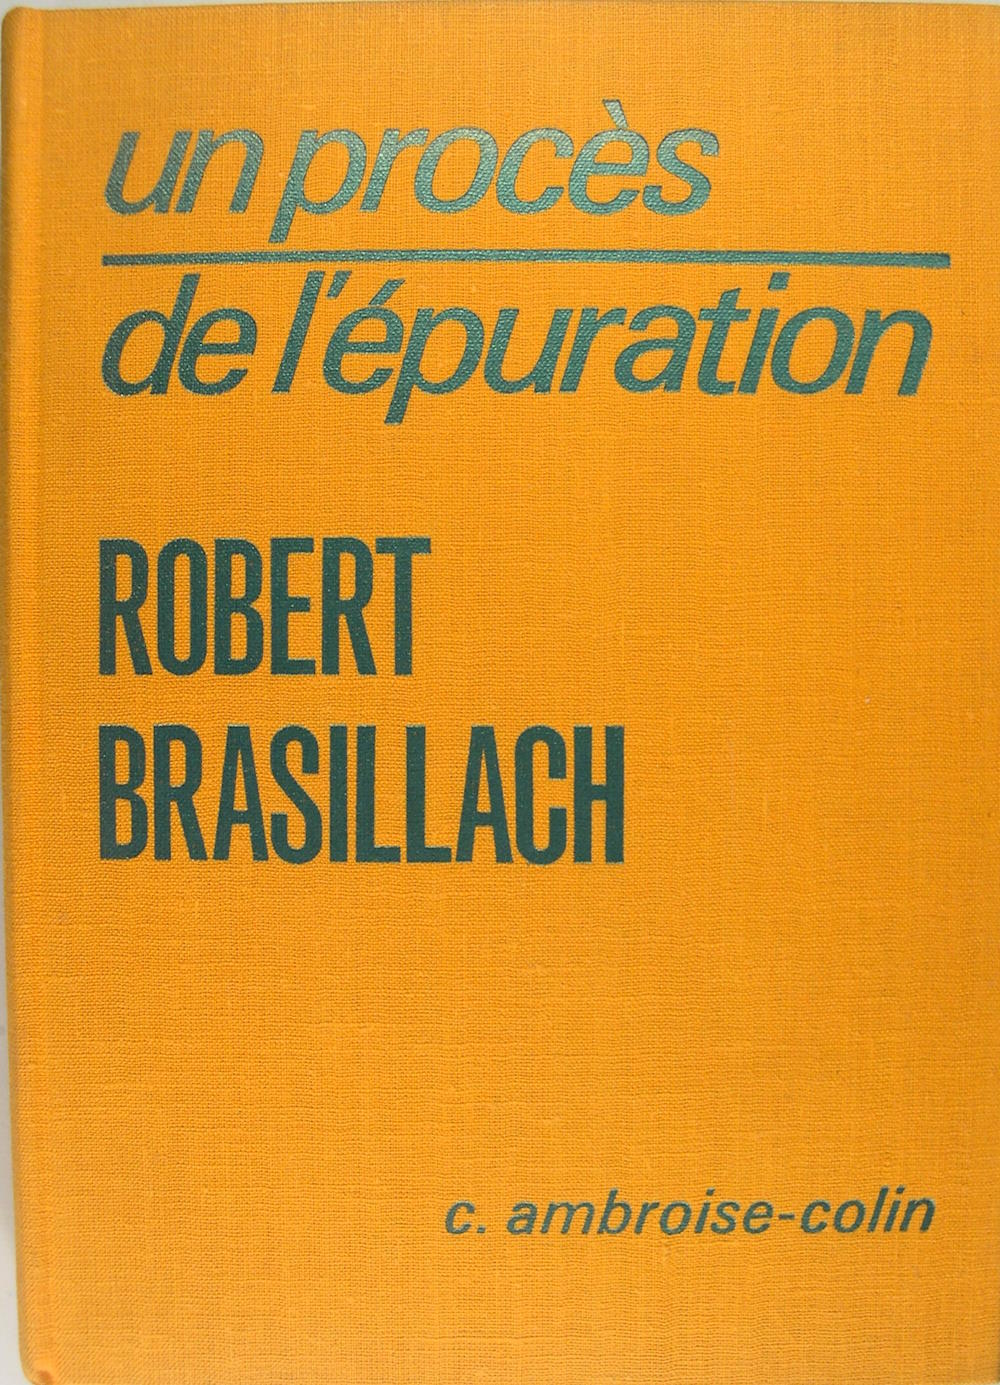 un procès
de l'épuration
ROBERT
BRASILLACH
c. ambroise-colin